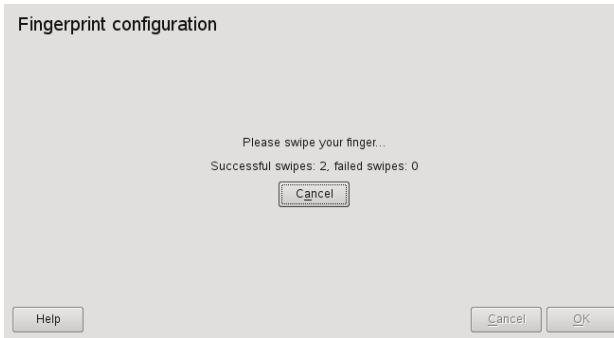 Fingerprint configuration
Please swipe your finger...
Successful swipes: 2, failed swipes: 0
Cancel
Help
Cancel
OK